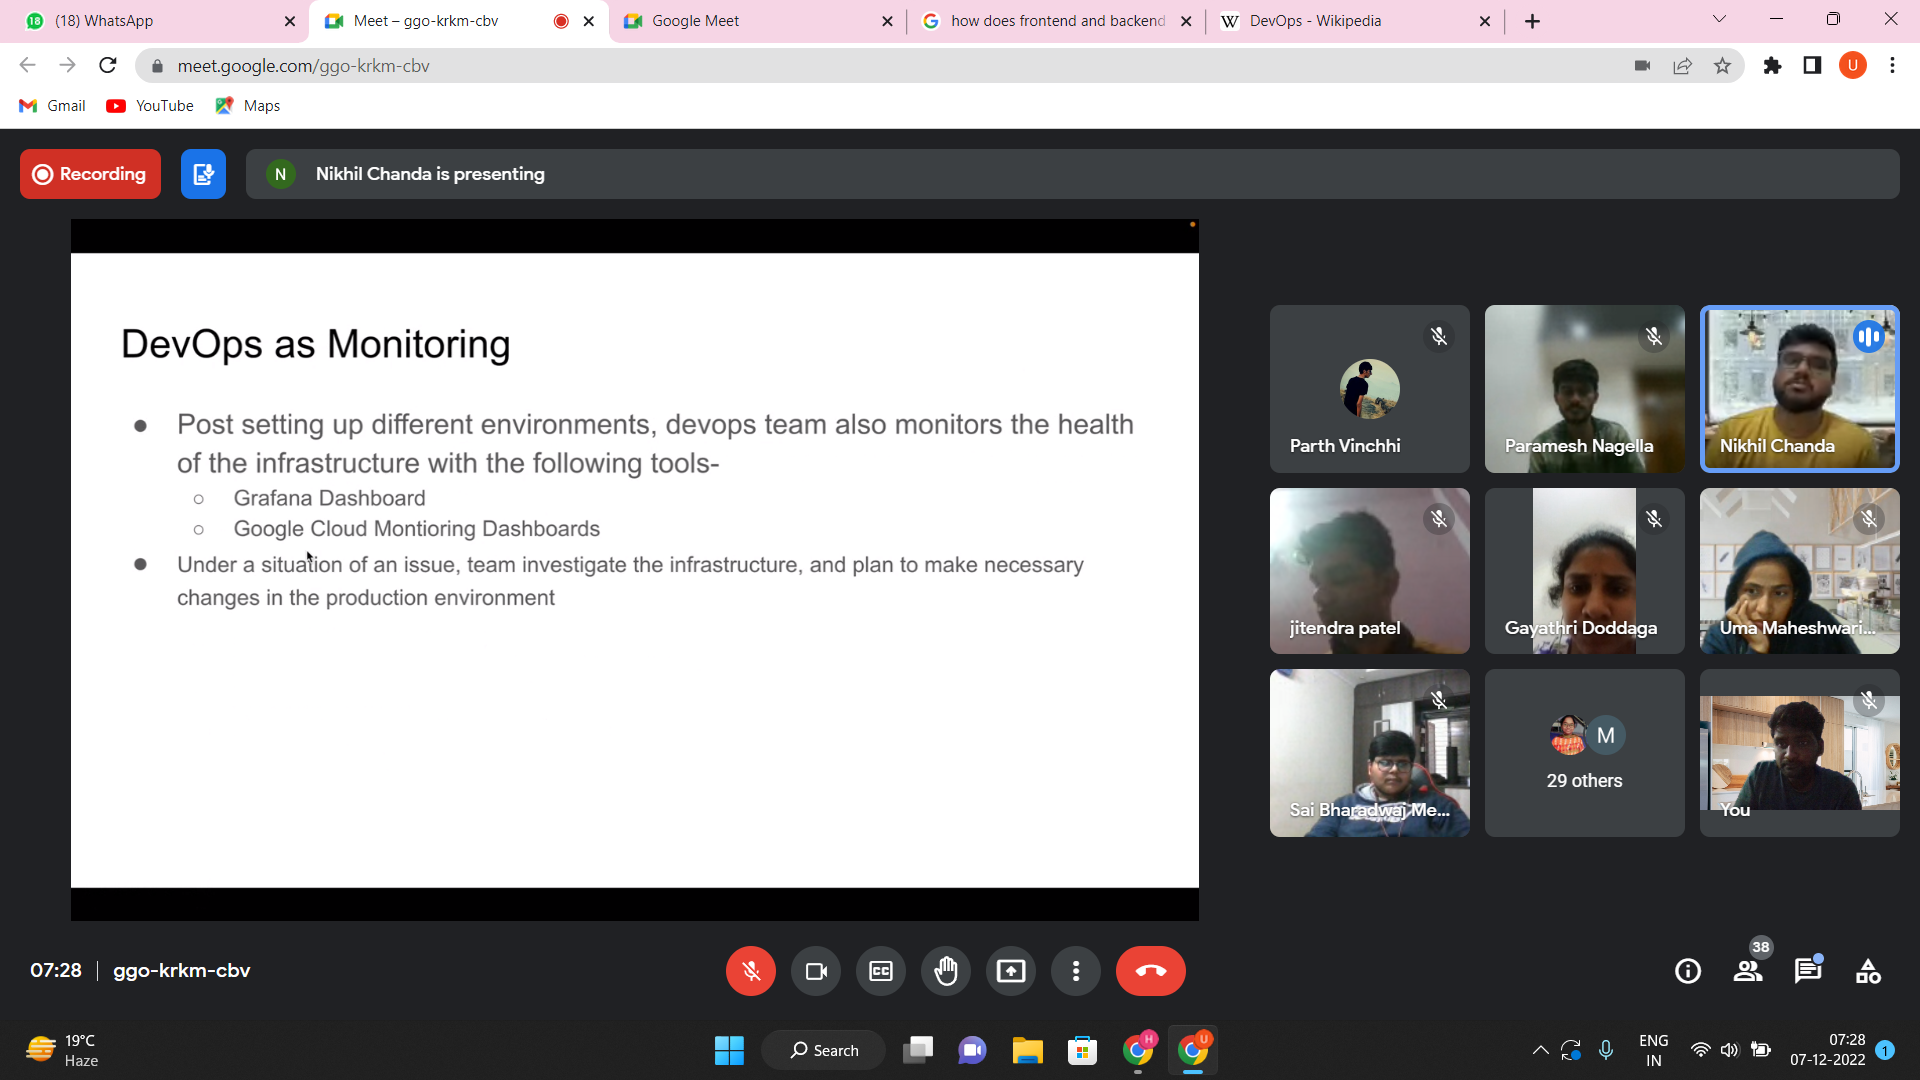 (18) WhatsApp
Meet – ggo-krkm-cbv
Google Meet
how does frontend and backend
DevOps - Wikipedia
meet.google.com/ggo-krkm-cbv
U
Gmail
YouTube
Maps
Recording
N
Nikhil Chanda is presenting
DevOps as Monitoring
Post setting up different environments, devops team also monitors the health
of the infrastructure with the following tools-
Grafana Dashboard
Google Cloud Montioring Dashboards
Under a situation of an issue, team investigate the infrastructure, and plan to make necessary
changes in the production environment
Parth Vinchhi
Paramesh Nagella
Nikhil Chanda
jitendra patel
Gayathri Doddaga
Uma Maheshwari...
Sai Bharadwaj Me...
M
29 others
You
07:28
ggo-krkm-cbv
CC
38
19°C
Haze
Search
H
U
ENG
IN
07:28
07-12-2022
1